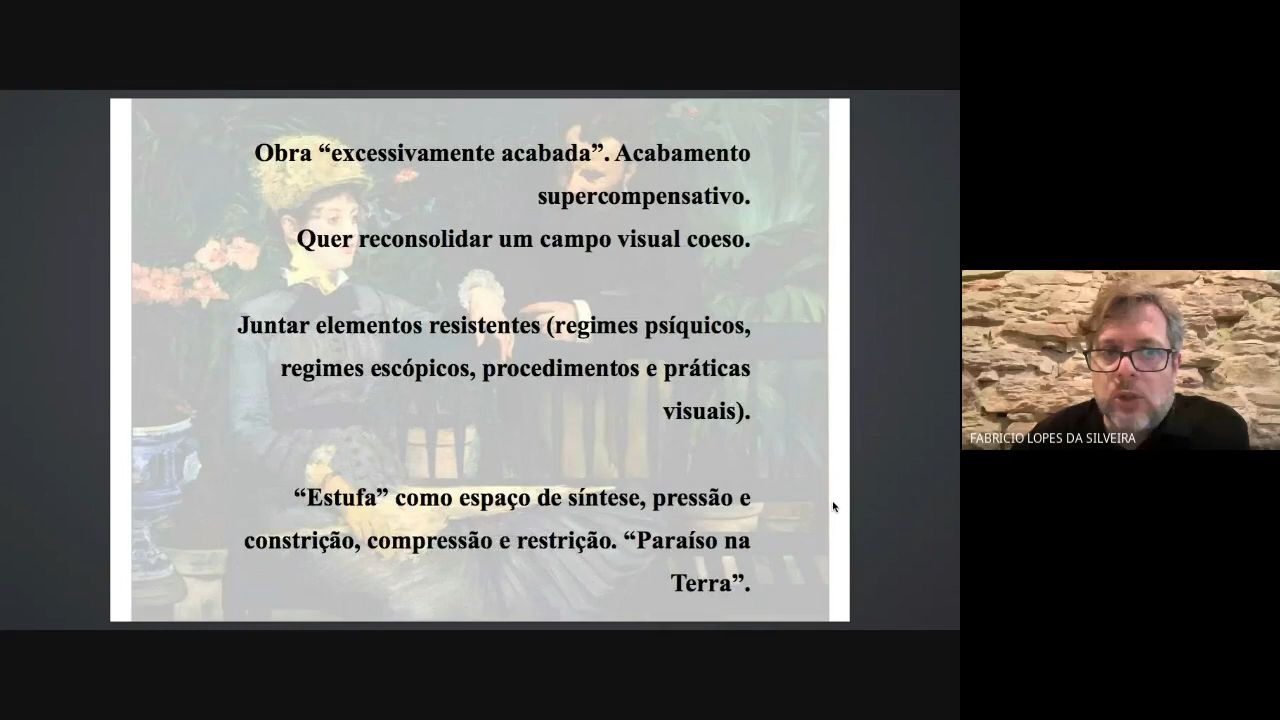 Obra “excessivamente acabada”. Acabamento
supercompensativo.
Quer reconsolidar um campo visual coeso.
Juntar elementos resistentes (regimes psíquicos,
regimes escópicos, procedimentos e práticas
visuais).
“Estufa” como espaço de síntese, pressão e
constrição, compressão e restrição. “Paraíso na
Terra”.
FABRICIO LOPES DA SILVEIRA